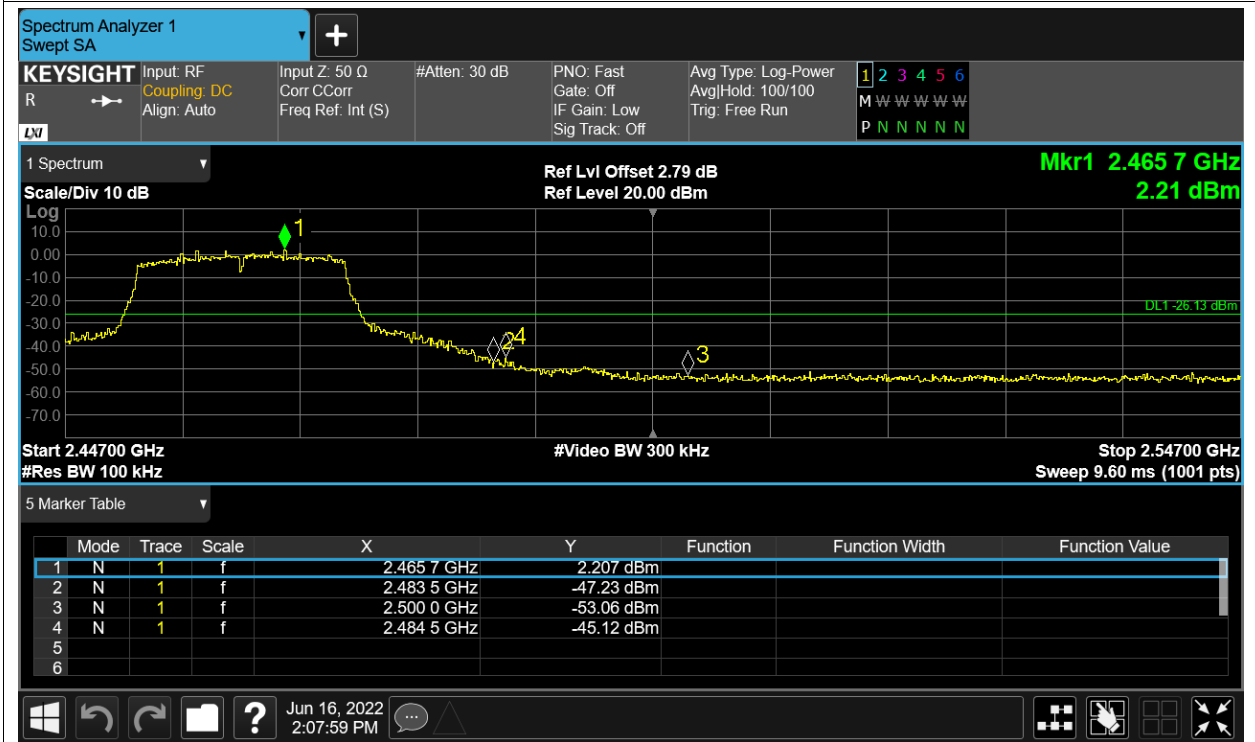 Spectrum Analyzer 1
Swept SA
+
KEYSIGHT Input: RF Input Z: 50 Ω #Atten: 30 dB PNO: Fast Avg Type: Log-Power 1 2 3 4 5 6
R Coupling: DC Corr CCorr Gate: Off Avg|Hold: 100/100 M W W W W W
Align: Auto Freq Ref: Int (S) IF Gain: Low Trig: Free Run
LXI Sig Track: Off P N N N N N
1 Spectrum Ref Lvl Offset 2.79 dB Mkr1 2.465 7 GHz
Scale/Div 10 dB Ref Level 20.00 dBm 2.21 dBm
Log
10.0
0.00
-10.0
-20.0
-30.0
-40.0
-50.0
-60.0
-70.0
1
DL1 -26.13 dBm
2 4
3
Start 2.44700 GHz #Video BW 300 kHz Stop 2.54700 GHz
#Res BW 100 kHz Sweep 9.60 ms (1001 pts)
5 Marker Table
Mode Trace Scale X Y Function Function Width Function Value
1 N 1 f 2.465 7 GHz 2.207 dBm
2 N 1 f 2.483 5 GHz -47.23 dBm
3 N 1 f 2.500 0 GHz -53.06 dBm
4 N 1 f 2.484 5 GHz -45.12 dBm
5
6
? Jun 16, 2022
2:07:59 PM